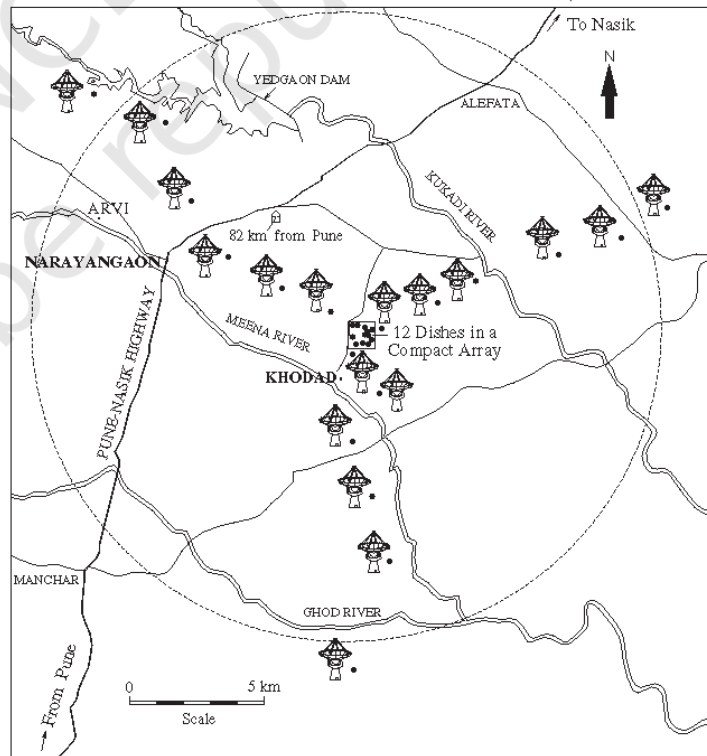 To Nasik
N
YEDGAON DAM
ALEFATA
KUKADI RIVER
ARVI
82 km from Pune
NARAYANGAON
MEENA RIVER
12 Dishes in a
Compact Array
KHODAD
PUNE-NASIK HIGHWAY
MANCHAR
GHOD RIVER
From Pune
0 5 km
Scale